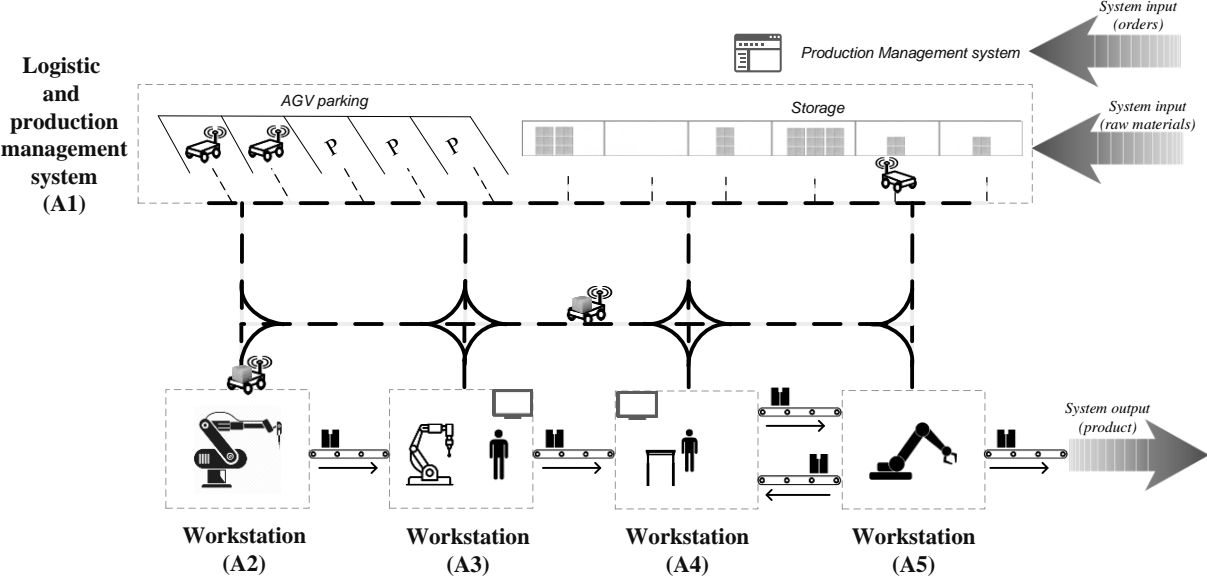 System input
(orders)
Production Management system
Logistic
and
production
management
system
(A1)
AGV parking
Storage
System input
(raw materials)
P
P
P
System output
(product)
Workstation
(A2)
Workstation
(A3)
Workstation
(A4)
Workstation
(A5)